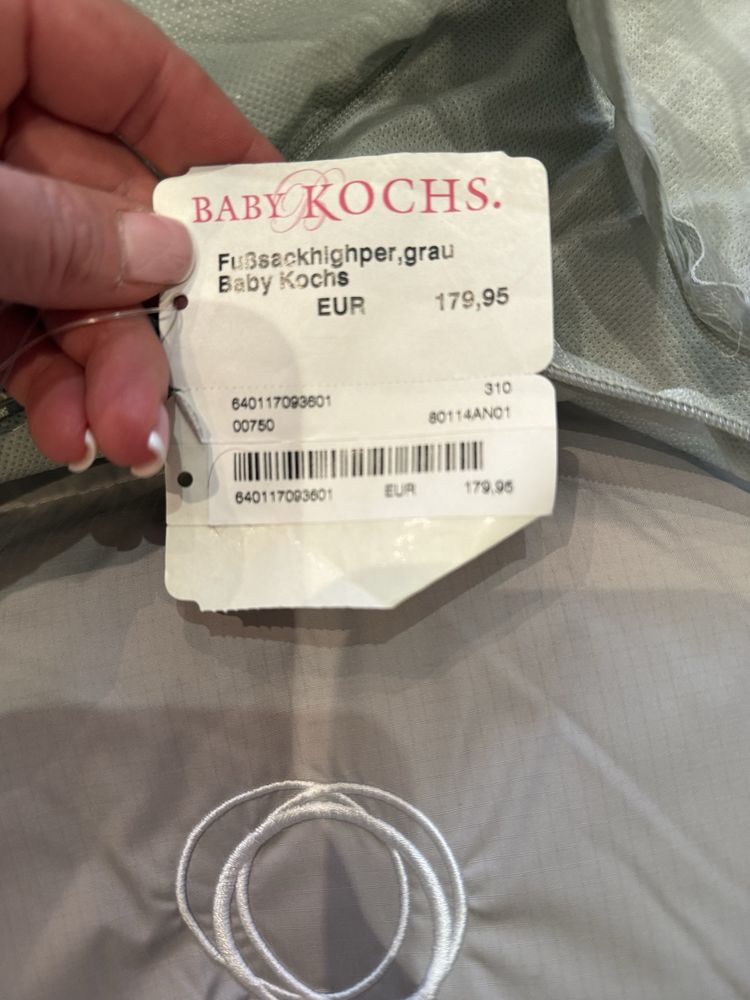 BABY KOCHS.
Fußsackhighper,grau
Baby Kochs
EUR 179,95
640117093601 310
00750 80114AN01
640117093601 EUR 179,95